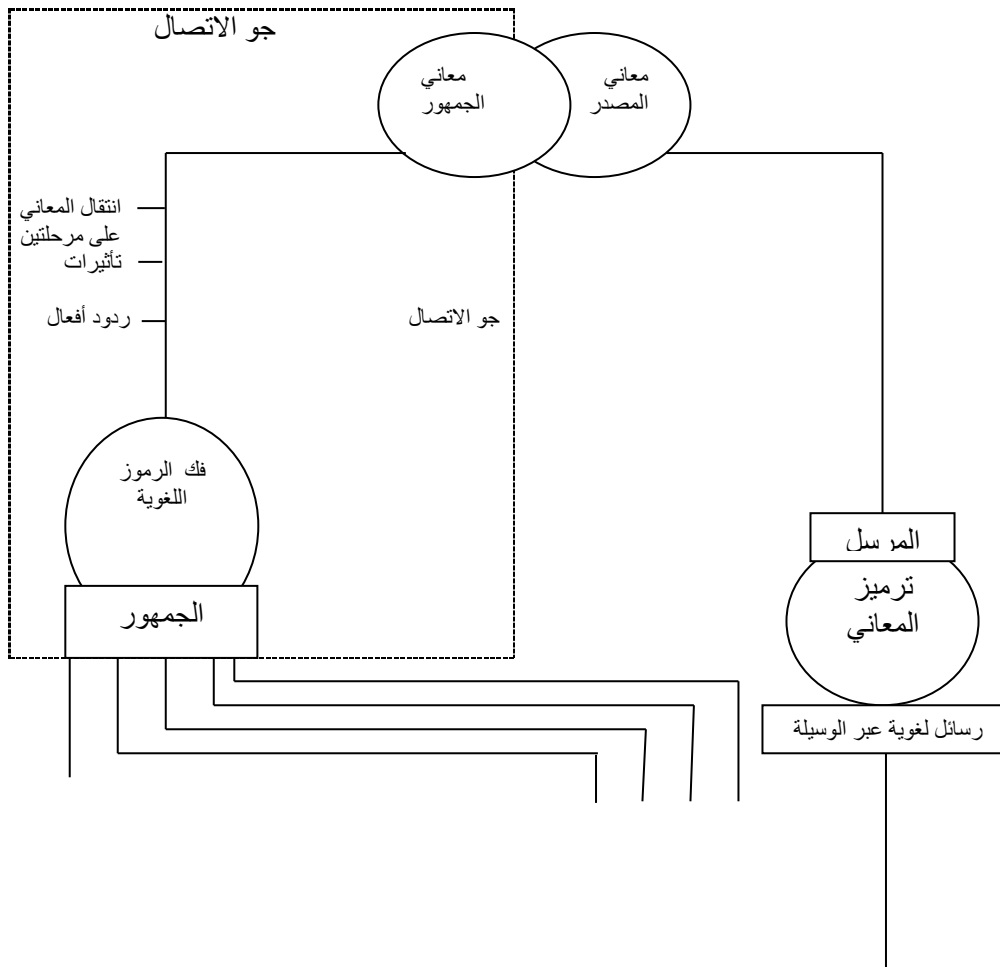 جو الاتصال
معاني
المصدر
معاني
الجمهور
انتقال المعاني
على مرحلتين
تأثيرات
ردود أفعال
جو الاتصال
فك الرموز
اللغوية
الجمهور
المرسل
ترميز
المعاني
رسائل لغوية عبر الوسيلة